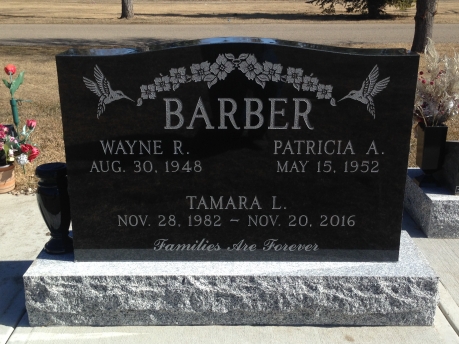 BARBER
WAYNE R. PATRICIA A.
AUG. 30, 1948 MAY 15, 1952
TAMARA L.
NOV. 28, 1982 ~ NOV. 20, 2016
Families Are Forever